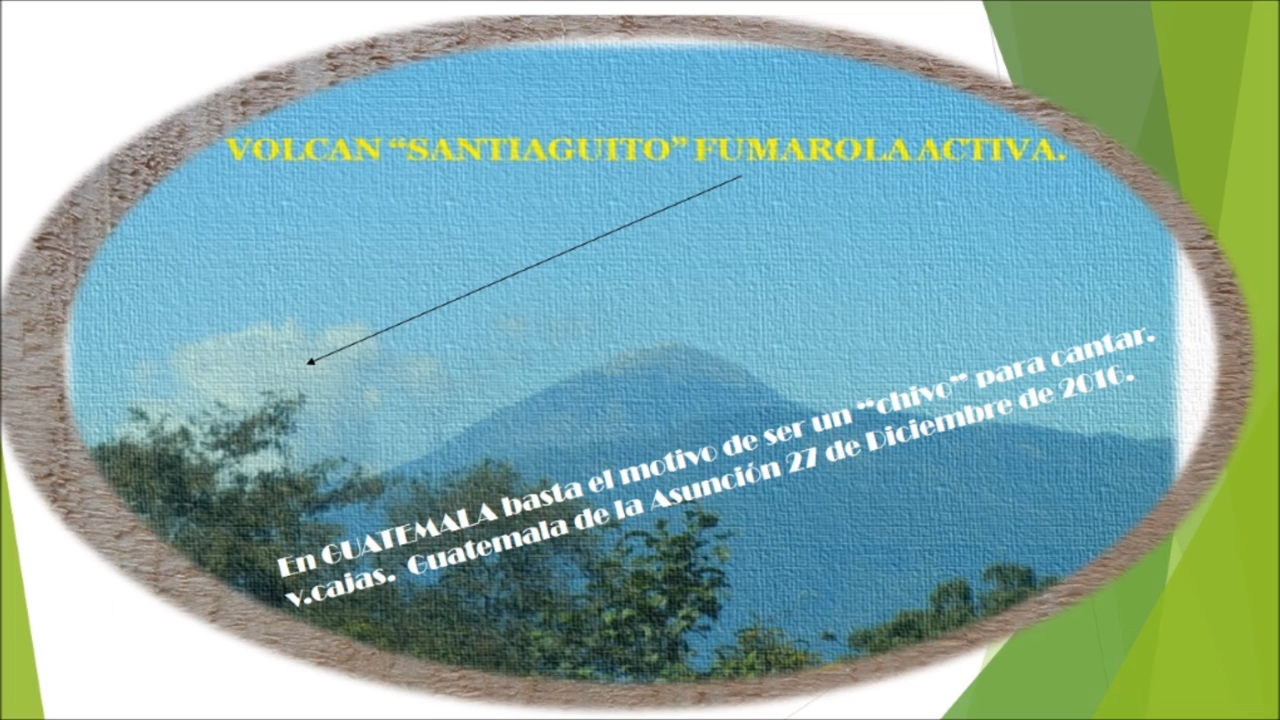 VOLCAN “SANTIAGUITO” FUMAROLA ACTIVA.
En GUATEMALA basta el motivo de ser un “chivo” para cantar.
v.cajas. Guatemala de la Asunción 27 de Diciembre de 2016.